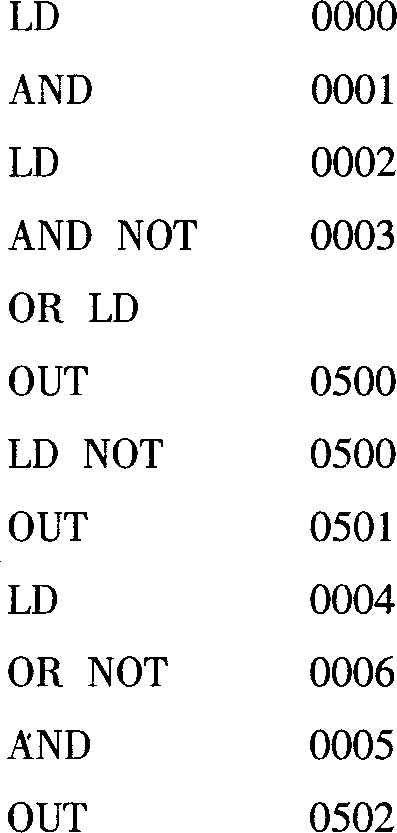 LD 0000
AND 0001
LD 0002
AND NOT 0003
OR LD
OUT 0500
LD NOT 0500
OUT 0501
LD 0004
OR NOT 0006
AND 0005
OUT 0502